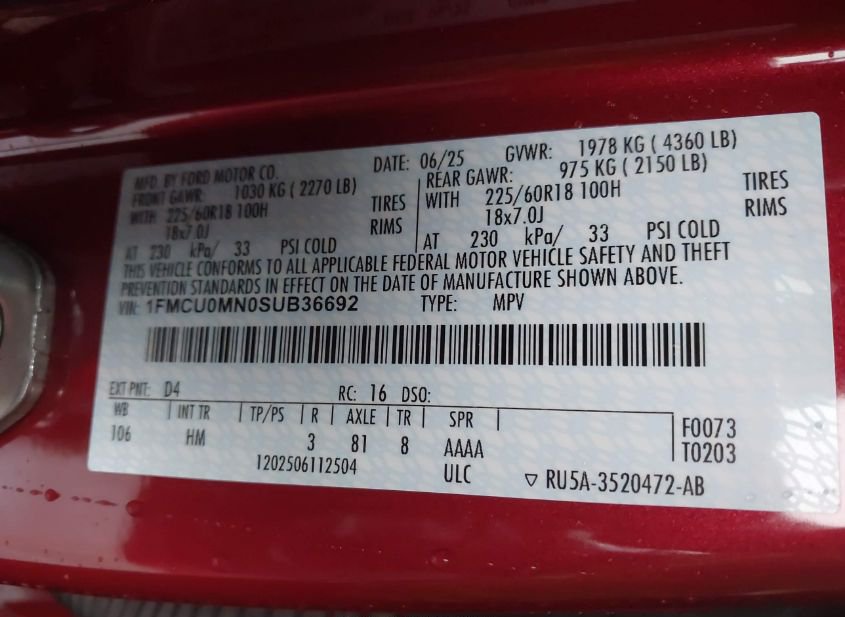 MFD. BY FORD MOTOR CO. DATE: 06/25 GVWR: 1978 KG ( 4360 LB)
FRONT GAWR: 1030 KG ( 2270 LB) REAR GAWR: 975 KG ( 2150 LB)
WITH 225/60R18 100H TIRES WITH 225/60R18 100H TIRES
18x7.0J RIMS 18x7.0J RIMS
AT 230 kPa/ 33 PSI COLD AT 230 kPa/ 33 PSI COLD
THIS VEHICLE CONFORMS TO ALL APPLICABLE FEDERAL MOTOR VEHICLE SAFETY AND THEFT
PREVENTION STANDARDS IN EFFECT ON THE DATE OF MANUFACTURE SHOWN ABOVE.
VIN: 1FMCU0MN0SUB36692 TYPE: MPV
EXT PNT: D4 RC: 16 DSO:
WB INT TR TP/PS R AXLE TR SPR F0073
106 HM 3 81 8 AAAA T0203
1202506112504 ULC ▽ RU5A-3520472-AB